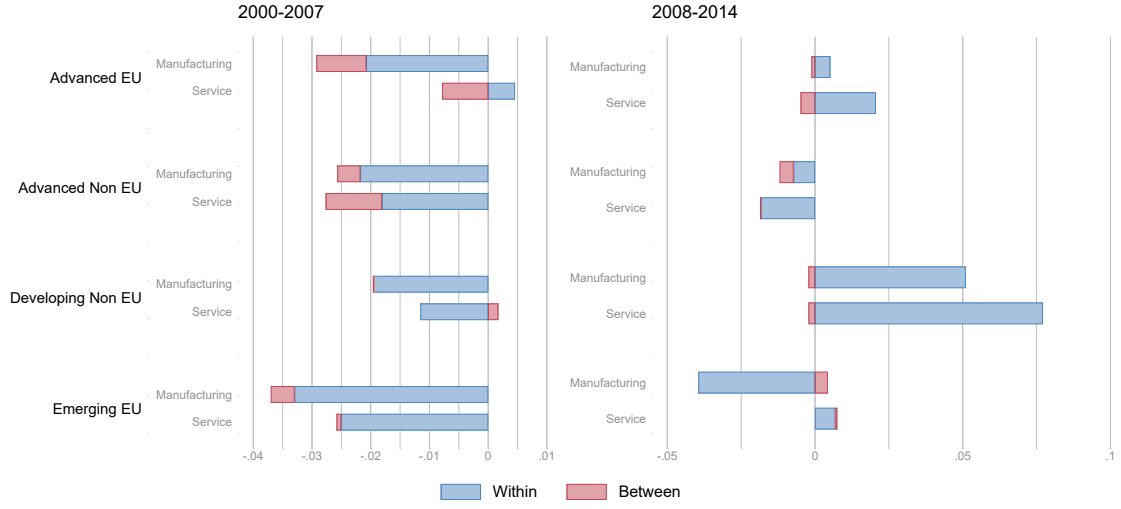 2000-2007
2008-2014
Advanced EU
Manufacturing
Service
Advanced Non EU
Manufacturing
Service
Developing Non EU
Manufacturing
Service
Emerging EU
Manufacturing
Service
-.04 -.03 -.02 -.01 0 .01
Manufacturing
Service
Manufacturing
Service
Manufacturing
Service
Manufacturing
Service
-.05 0 .05 .1
Within Between